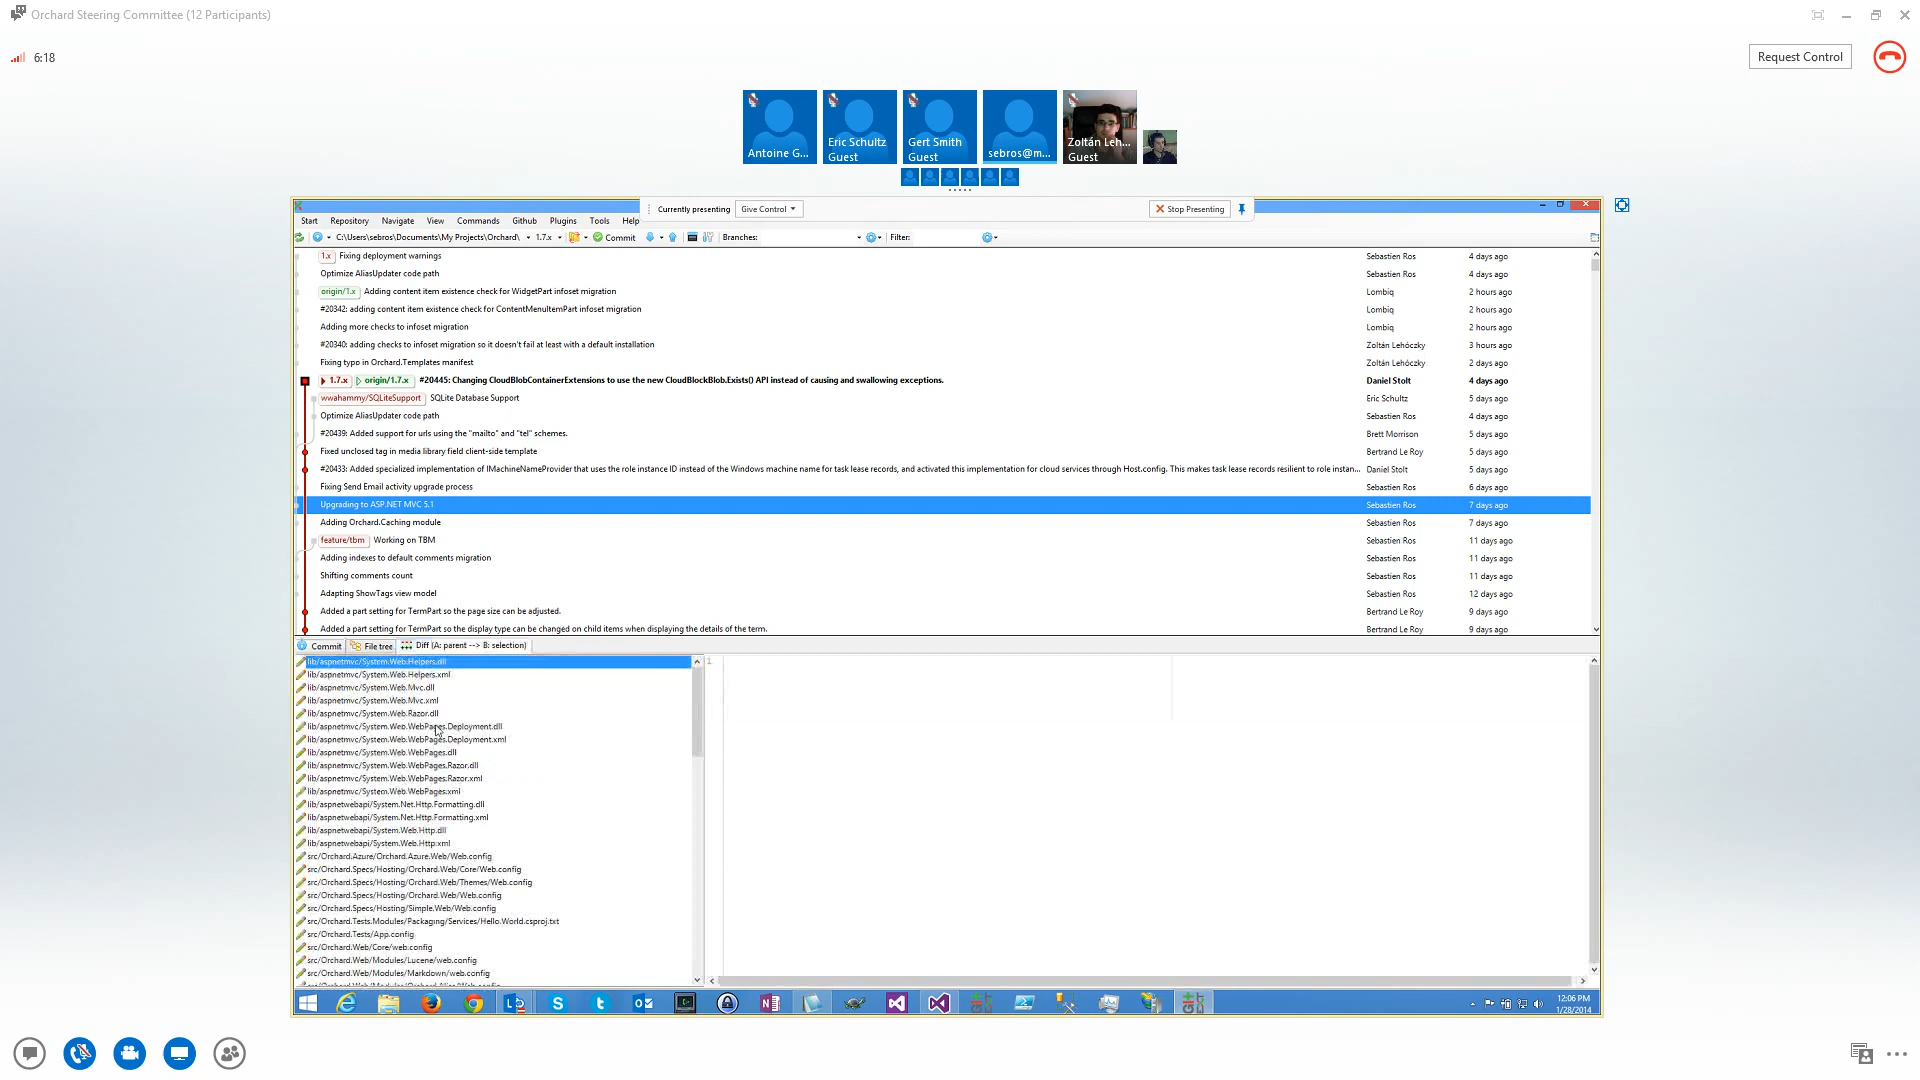 Orchard Steering Committee (12 Participants)
6:18
Request Control
Antoine G...
Eric Schultz
Guest
Gert Smith
Guest
sebros@m...
Zoltán Leh...
Guest
Currently presenting
Give Control
Stop Presenting
Start Repository Navigate View Commands Github Plugins Tools Help
C:\Users\sebros\Documents\My Projects\Orchard\ 1.7.x Commit Branches: Filter:
1.x Fixing deployment warnings Sebastien Ros 4 days ago
Optimize AliasUpdater code path Sebastien Ros 4 days ago
origin/1.x Adding content item existence check for WidgetPart infoset migration Lombiq 2 hours ago
#20342: adding content item existence check for ContentMenuItemPart infoset migration Lombiq 2 hours ago
Adding more checks to infoset migration Lombiq 2 hours ago
#20340: adding checks to infoset migration so it doesn't fail at least with a default installation Zoltán Lehóczky 3 hours ago
Fixing typo in Orchard.Templates manifest Zoltán Lehóczky 2 days ago
1.7.x origin/1.7.x #20445: Changing CloudBlobContainerExtensions to use the new CloudBlockBlob.Exists() API instead of causing and swallowing exceptions. Daniel Stolt 4 days ago
wwahammy/SQLiteSupport SQLite Database Support Eric Schultz 5 days ago
Optimize AliasUpdater code path Sebastien Ros 4 days ago
#20439: Added support for urls using the "mailto" and "tel" schemes. Brett Morrison 5 days ago
Fixed unclosed tag in media library field client-side template Bertrand Le Roy 5 days ago
#20433: Added specialized implementation of IMachineNameProvider that uses the role instance ID instead of the Windows machine name for task lease records, and activated this implementation for cloud services through Host.config. This makes task lease records resilient to role instan... Daniel Stolt 5 days ago
Fixing Send Email activity upgrade process Sebastien Ros 6 days ago
Upgrading to ASP.NET MVC 5.1 Sebastien Ros 7 days ago
Adding Orchard.Caching module Sebastien Ros 7 days ago
feature/tbm Working on TBM Sebastien Ros 11 days ago
Adding indexes to default comments migration Sebastien Ros 11 days ago
Shifting comments count Sebastien Ros 11 days ago
Adapting ShowTags view model Sebastien Ros 12 days ago
Added a part setting for TermPart so the page size can be adjusted. Bertrand Le Roy 9 days ago
Added a part setting for TermPart so the display type can be changed on child items when displaying the details of the term. Bertrand Le Roy 9 days ago
Commit File tree Diff (A: parent --> B: selection)
lib/aspnetmvc/System.Web.Helpers.dll 1
lib/aspnetmvc/System.Web.Helpers.xml
lib/aspnetmvc/System.Web.Mvc.dll
lib/aspnetmvc/System.Web.Mvc.xml
lib/aspnetmvc/System.Web.Razor.dll
lib/aspnetmvc/System.Web.WebPages.Deployment.dll
lib/aspnetmvc/System.Web.WebPages.Deployment.xml
lib/aspnetmvc/System.Web.WebPages.dll
lib/aspnetmvc/System.Web.WebPages.Razor.dll
lib/aspnetmvc/System.Web.WebPages.Razor.xml
lib/aspnetmvc/System.Web.WebPages.xml
lib/aspnetwebapi/System.Net.Http.Formatting.dll
lib/aspnetwebapi/System.Net.Http.Formatting.xml
lib/aspnetwebapi/System.Web.Http.dll
lib/aspnetwebapi/System.Web.Http.xml
src/Orchard.Azure/Orchard.Azure.Web/Web.config
src/Orchard.Specs/Hosting/Orchard.Web/Core/Web.config
src/Orchard.Specs/Hosting/Orchard.Web/Themes/Web.config
src/Orchard.Specs/Hosting/Orchard.Web/Web.config
src/Orchard.Specs/Hosting/Simple.Web/Web.config
src/Orchard.Tests.Modules/Packaging/Services/Hello.World.csproj.txt
src/Orchard.Tests/App.config
src/Orchard.Web/Core/web.config
src/Orchard.Web/Modules/Lucene/web.config
src/Orchard.Web/Modules/Markdown/web.config
12:06 PM
1/28/2014